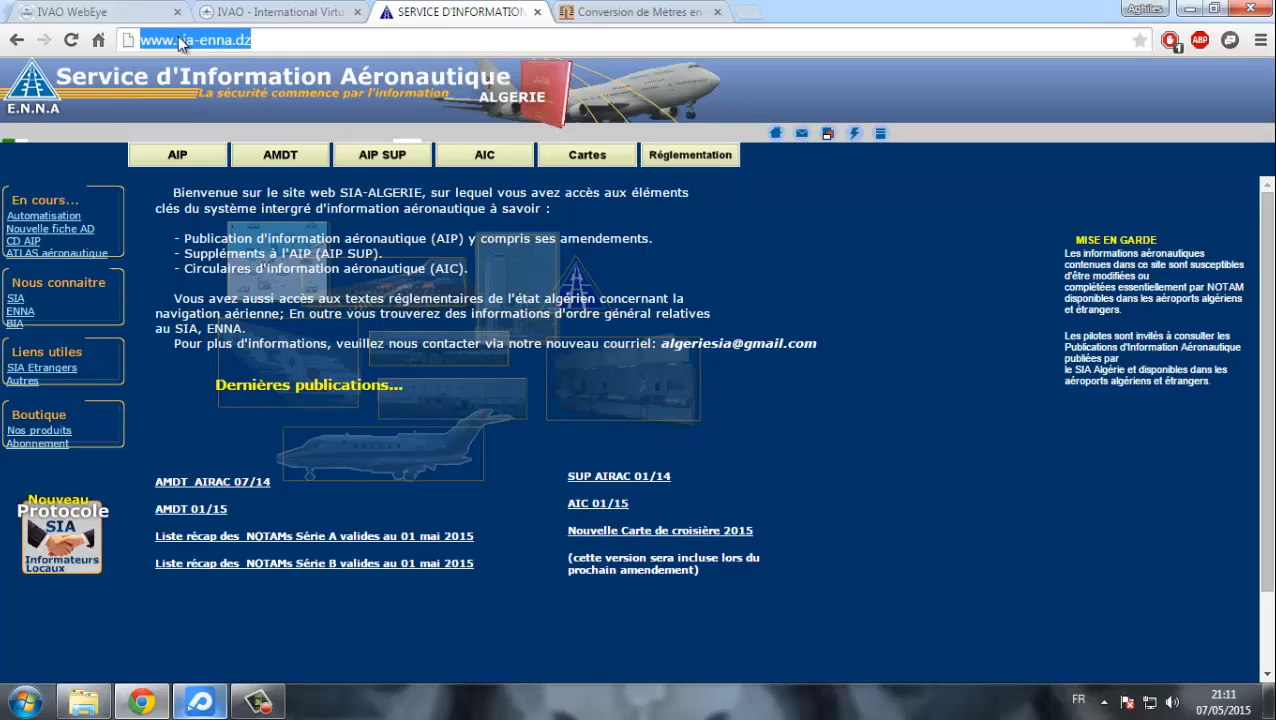 IVAO WebEye
IVAO - International Virtu
SERVICE D'INFORMATION
Conversion de Mètres en
Aghiles
www.sia-enna.dz
1
ABP
Service d'Information Aéronautique
La sécurité commence par l'information
ALGERIE
E.N.N.A
AIP
AMDT
AIP SUP
AIC
Cartes
Réglementation
En cours...
Automatisation
Nouvelle fiche AD
CD AIP
ATLAS aéronautique
Nous connaitre
SIA
ENNA
BIA
Liens utiles
SIA Etrangers
Autres
Boutique
Nos produits
Abonnement
Nouveau
Protocole
SIA
Informateurs
Locaux
Bienvenue sur le site web SIA-ALGERIE, sur lequel vous avez accès aux éléments
clés du système intergré d'information aéronautique à savoir :
- Publication d'information aéronautique (AIP) y compris ses amendements.
- Suppléments à l'AIP (AIP SUP).
- Circulaires d'information aéronautique (AIC).
Vous avez aussi accès aux textes réglementaires de l'état algérien concernant la
navigation aérienne; En outre vous trouverez des informations d'ordre général relatives
au SIA, ENNA.
Pour plus d'informations, veuillez nous contacter via notre nouveau courriel: algeriesia@gmail.com
Dernières publications...
AMDT AIRAC 07/14
AMDT 01/15
Liste récap des NOTAMs Série A valides au 01 mai 2015
Liste récap des NOTAMs Série B valides au 01 mai 2015
SUP AIRAC 01/14
AIC 01/15
Nouvelle Carte de croisière 2015
(cette version sera incluse lors du
prochain amendement)
MISE EN GARDE
Les informations aéronautiques
contenues dans ce site sont susceptibles
d'être modifiées ou
complétées essentiellement par NOTAM
disponibles dans les aéroports algériens
et étrangers.
Les pilotes sont invités à consulter les
Publications d'Information Aéronautique
publiées par
le SIA Algérie et disponibles dans les
aéroports algériens et étrangers.
FR
21:11
07/05/2015